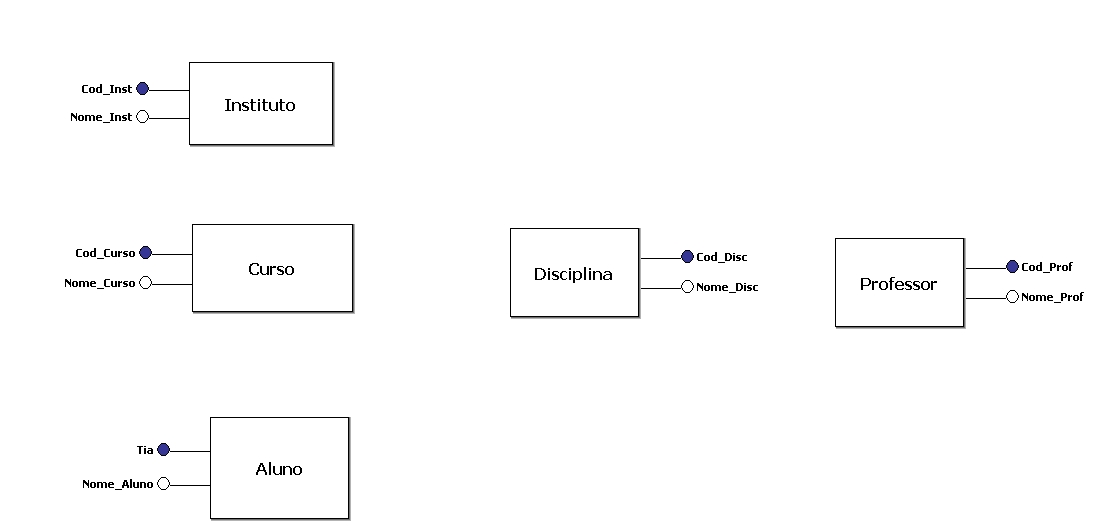 Cod_Inst
Nome_Inst
Instituto
Cod_Curso
Nome_Curso
Curso
Disciplina
Cod_Disc
Nome_Disc
Professor
Cod_Prof
Nome_Prof
Tia
Nome_Aluno
Aluno